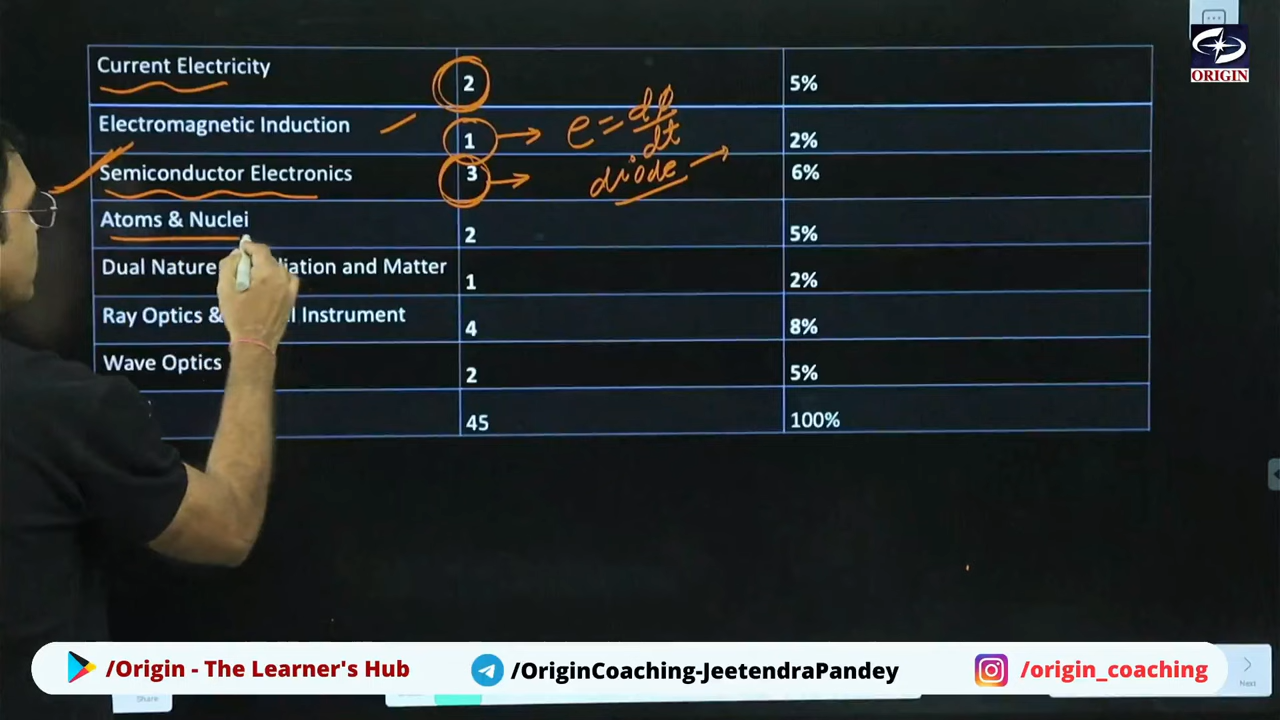 ORIGIN
Current Electricity 2 5%
Electromagnetic Induction 1 e = dφ/dt 2%
Semiconductor Electronics 3 diode 6%
Atoms & Nuclei 2 5%
Dual Nature and Matter 1 2%
Ray Optics & Instrument 4 8%
Wave Optics 2 5%
45 100%
/Origin - The Learner's Hub /OriginCoaching-JeetendraPandey /origin_coaching
Share Next